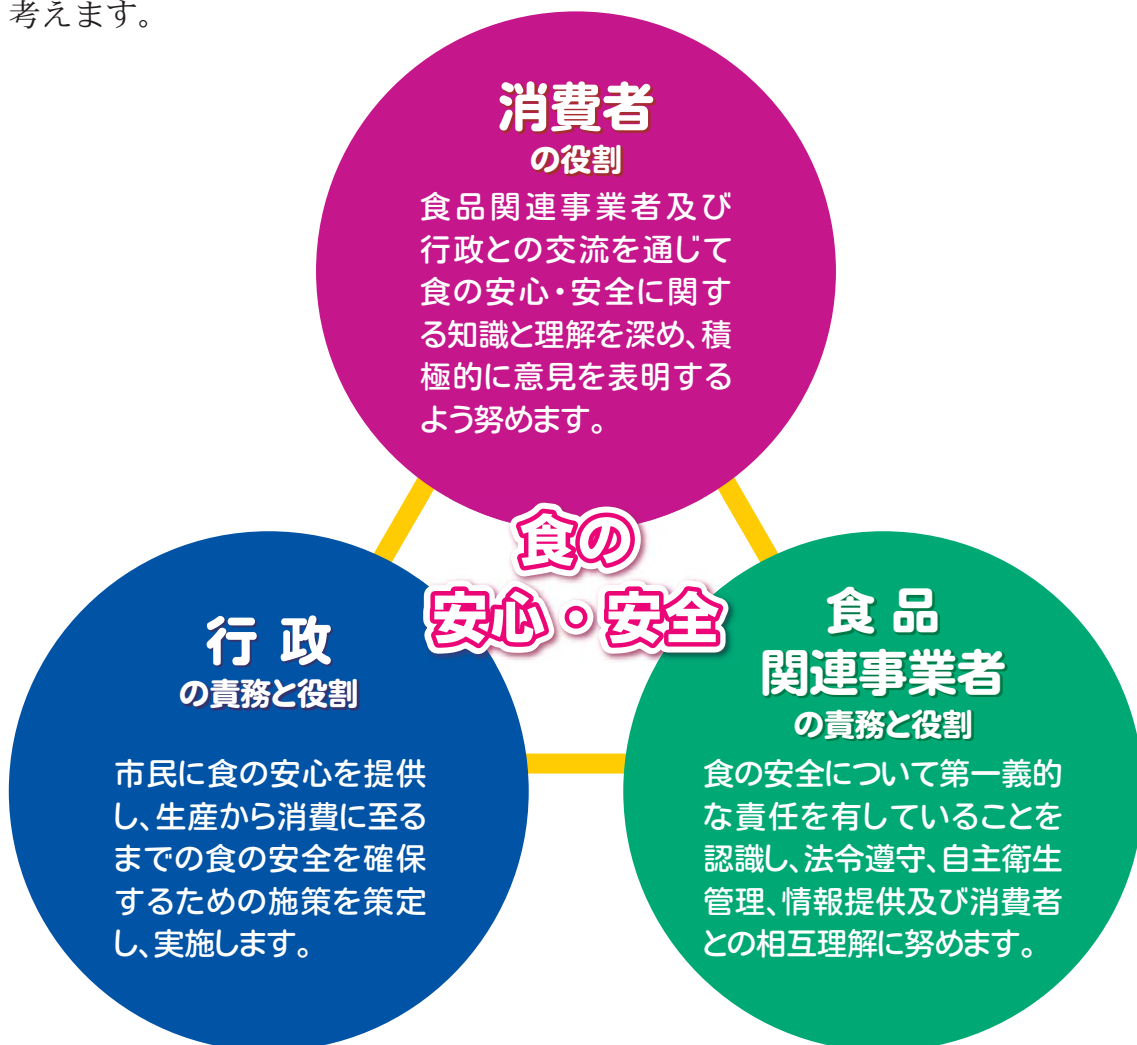 考えます。
消費者
の役割
食品関連事業者及び
行政との交流を通じて
食の安心・安全に関す
る知識と理解を深め、積
極的に意見を表明する
よう努めます。
食の
安心・安全
行政
の責務と役割
市民に食の安心を提供
し、生産から消費に至る
までの食の安全を確保
するための施策を策定
し、実施します。
食品
関連事業者
の責務と役割
食の安全について第一義的
な責任を有していることを
認識し、法令遵守、自主衛生
管理、情報提供及び消費者
との相互理解に努めます。